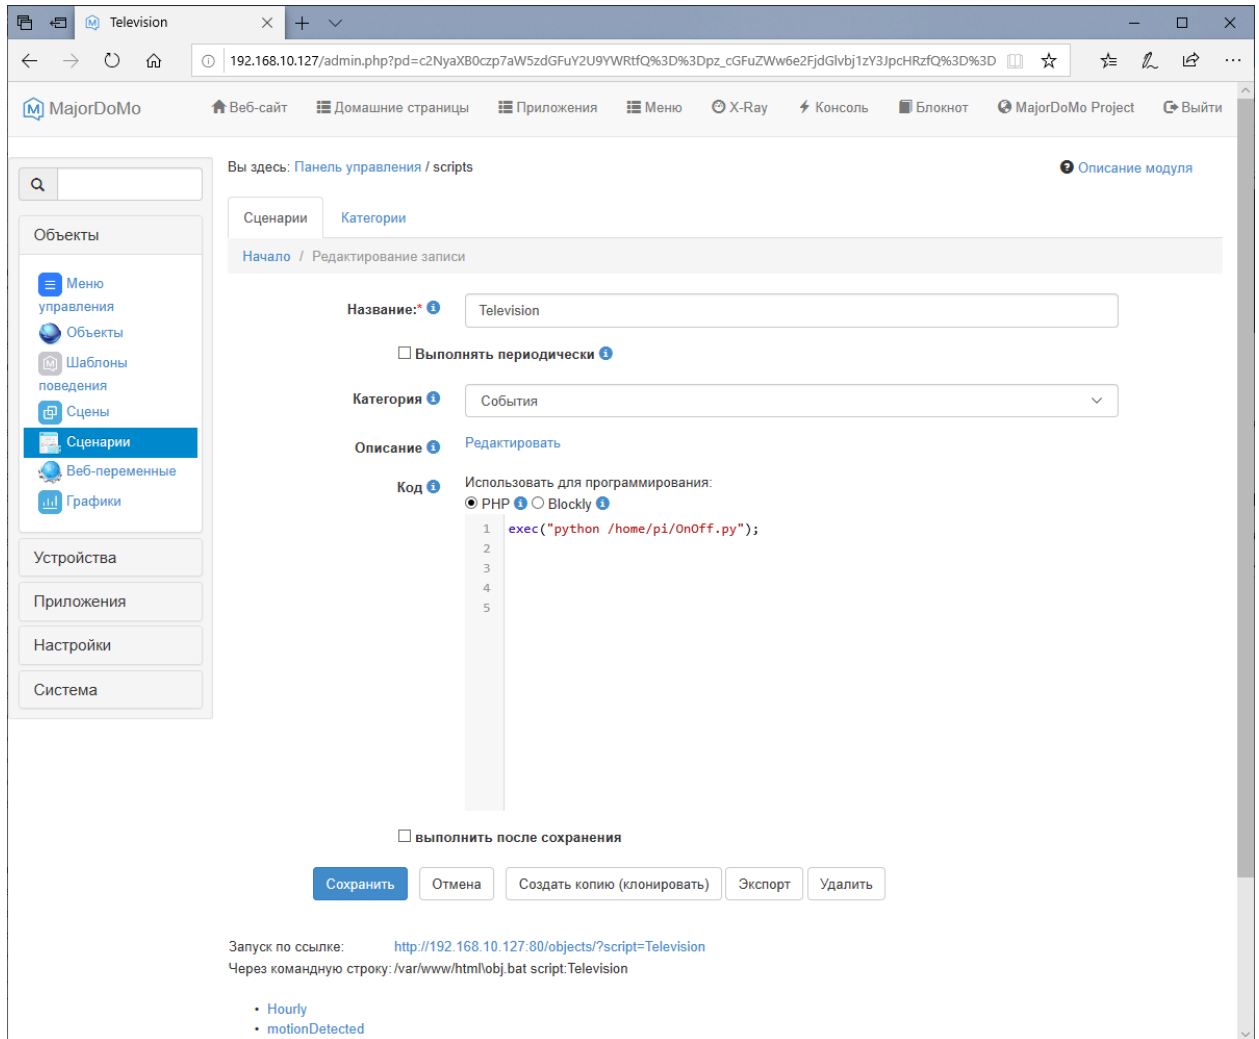 Television
192.168.10.127/admin.php?pd=c2NyaXB0czp7aW5zdGFuY2U9YWRtfQ%3D%3Dpz_cGFuZWw6e2FjdGlvbj1zY3JpcHRzfQ%3D%3D
MajorDoMo
Веб-сайт
Домашние страницы
Приложения
Меню
X-Ray
Консоль
Блокнот
MajorDoMo Project
Выйти
Вы здесь: Панель управления / scripts
Описание модуля
Объекты
Меню
управления
Объекты
Шаблоны
поведения
Сцены
Сценарии
Веб-переменные
Графики
Устройства
Приложения
Настройки
Система
Сценарии
Категории
Начало / Редактирование записи
Название:*
Television
Выполнять периодически
Категория
События
Описание
Редактировать
Код
Использовать для программирования:
PHP
Blockly
1 exec("python /home/pi/OnOff.py");
2
3
4
5
выполнить после сохранения
Сохранить
Отмена
Создать копию (клонировать)
Экспорт
Удалить
Запуск по ссылке: http://192.168.10.127:80/objects/?script=Television
Через командную строку: /var/www/html\obj.bat script:Television
• Hourly
• motionDetected